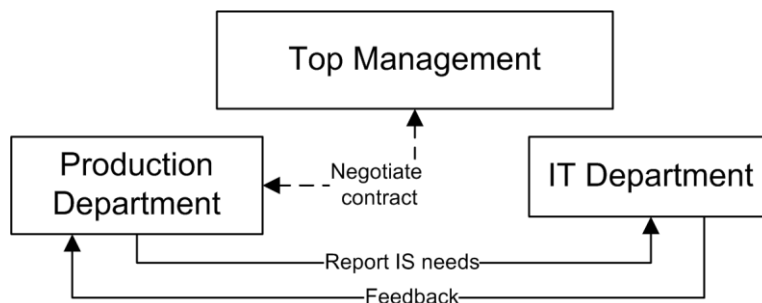 Top Management
Production
Department
Negotiate
contract
IT Department
Report IS needs
Feedback